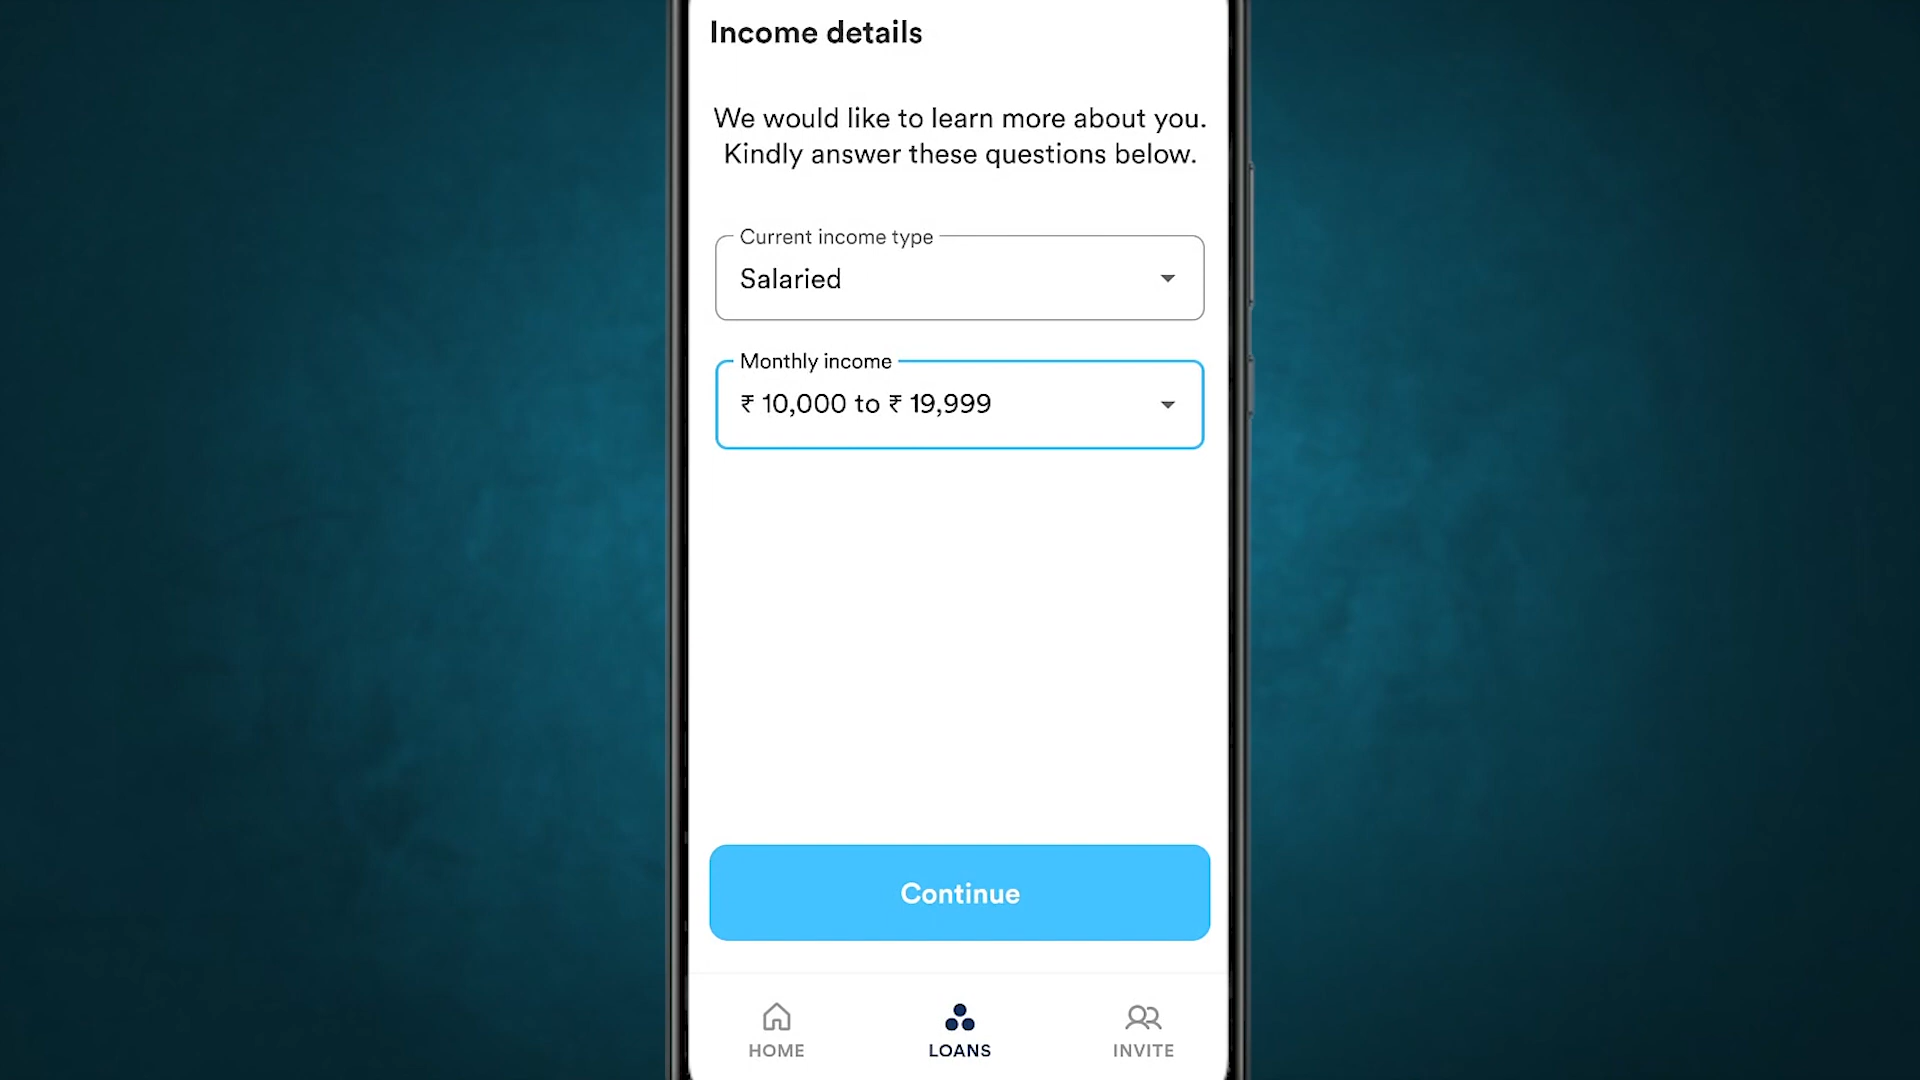 Income details
We would like to learn more about you.
Kindly answer these questions below.
Current income type
Salaried
Monthly income
₹ 10,000 to ₹ 19,999
Continue
HOME
LOANS
INVITE